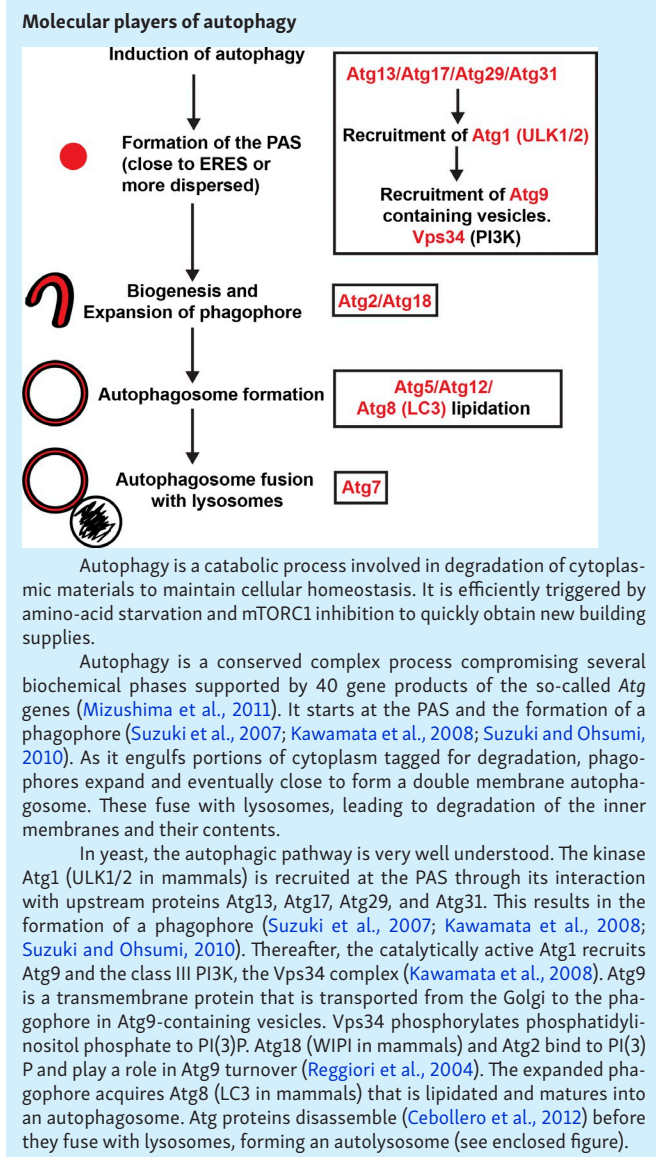 Molecular players of autophagy
Induction of autophagy
Formation of the PAS
(close to ERES or
more dispersed)
Atg13/Atg17/Atg29/Atg31
Recruitment of Atg1 (ULK1/2)
Recruitment of Atg9
containing vesicles.
Vps34 (PI3K)
Biogenesis and
Expansion of phagophore
Atg2/Atg18
Autophagosome formation
Atg5/Atg12/
Atg8 (LC3) lipidation
Autophagosome fusion
with lysosomes
Atg7
Autophagy is a catabolic process involved in degradation of cytoplas-
mic materials to maintain cellular homeostasis. It is efficiently triggered by
amino-acid starvation and mTORC1 inhibition to quickly obtain new building
supplies.
Autophagy is a conserved complex process compromising several
biochemical phases supported by 40 gene products of the so-called Atg
genes (Mizushima et al., 2011). It starts at the PAS and the formation of a
phagophore (Suzuki et al., 2007; Kawamata et al., 2008; Suzuki and Ohsumi,
2010). As it engulfs portions of cytoplasm tagged for degradation, phago-
phores expand and eventually close to form a double membrane autopha-
gosome. These fuse with lysosomes, leading to degradation of the inner
membranes and their contents.
In yeast, the autophagic pathway is very well understood. The kinase
Atg1 (ULK1/2 in mammals) is recruited at the PAS through its interaction
with upstream proteins Atg13, Atg17, Atg29, and Atg31. This results in the
formation of a phagophore (Suzuki et al., 2007; Kawamata et al., 2008;
Suzuki and Ohsumi, 2010). Thereafter, the catalytically active Atg1 recruits
Atg9 and the class III PI3K, the Vps34 complex (Kawamata et al., 2008). Atg9
is a transmembrane protein that is transported from the Golgi to the pha-
gophore in Atg9-containing vesicles. Vps34 phosphorylates phosphatidyli-
nositol phosphate to PI(3)P. Atg18 (WIPI in mammals) and Atg2 bind to PI(3)
P and play a role in Atg9 turnover (Reggiori et al., 2004). The expanded pha-
gophore acquires Atg8 (LC3 in mammals) that is lipidated and matures into
an autophagosome. Atg proteins disassemble (Cebollero et al., 2012) before
they fuse with lysosomes, forming an autolysosome (see enclosed figure).